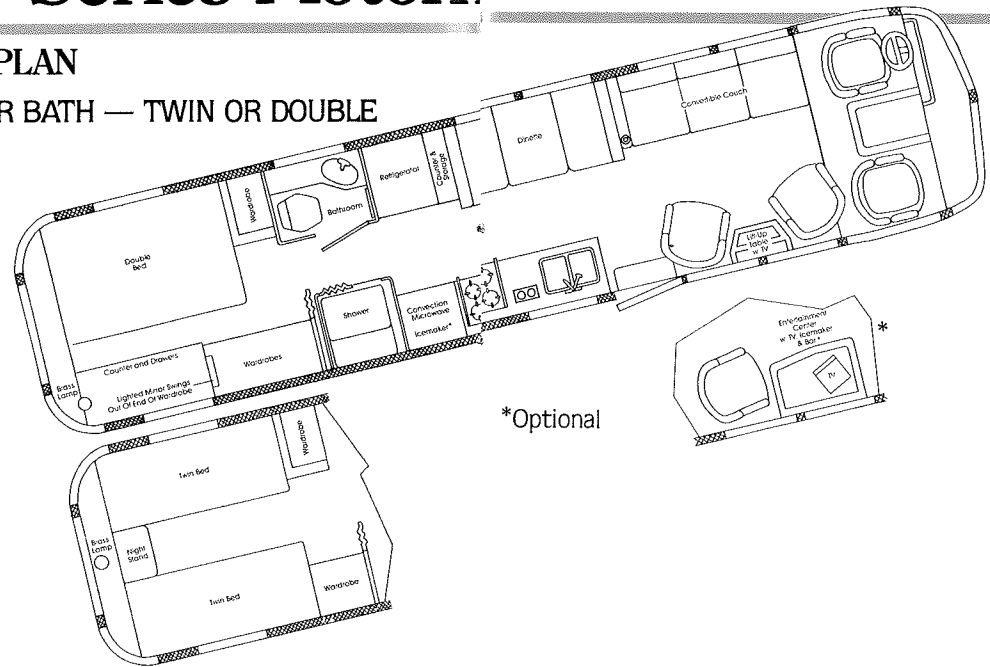 Series Motorh
PLAN
R BATH — TWIN OR DOUBLE
Convertible Couch
Dinette
Counter &
Storage
Refrigerator
Bathroom
Wardrobe
Double
Bed
Lift-Up
Table
w TV
Shower
Convection
Microwave
Icemaker*
Counter and Drawers
Wardrobes
Lighted Mirror Swings
Out Of End of Wardrobe
Brass
Lamp
Entertainment
Center
w TV, Icemaker
& Bar*
TV
*
*Optional
Wardrobe
Twin Bed
Brass
Lamp
Night
Stand
Twin Bed
Wardrobe